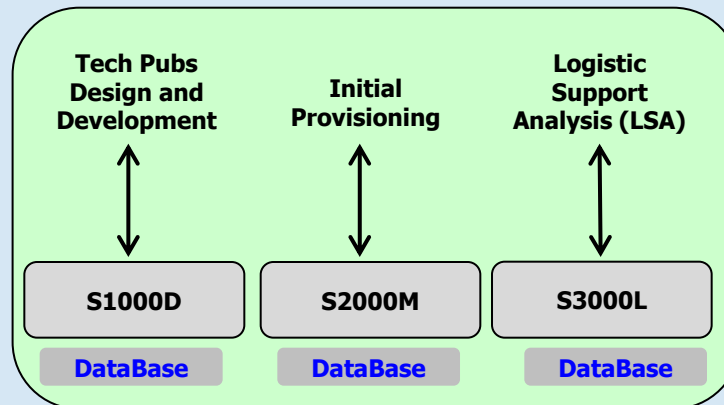 Tech Pubs
Design and
Development
Initial
Provisioning
Logistic
Support
Analysis (LSA)
S1000D
S2000M
S3000L
DataBase
DataBase
DataBase